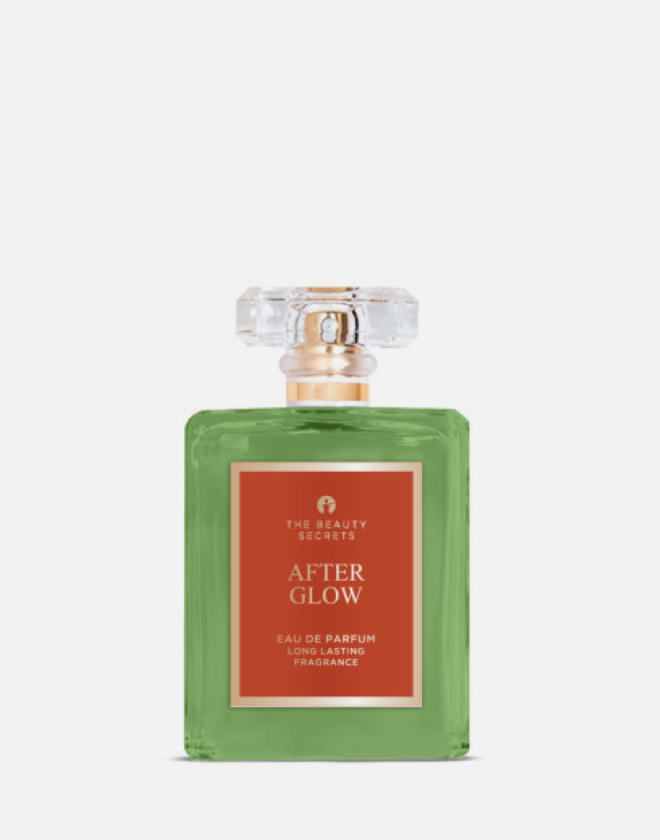 THE BEAUTY
SECRETS
AFTER
GLOW
EAU DE PARFUM
LONG LASTING
FRAGRANCE